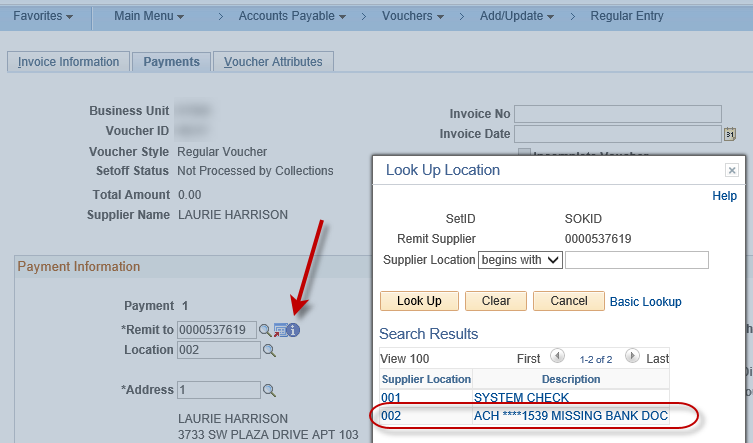 Favorites Main Menu > Accounts Payable > Vouchers > Add/Update > Regular Entry
Invoice Information Payments Voucher Attributes
Business Unit
Voucher ID
Voucher Style Regular Voucher
Setoff Status Not Processed by Collections
Total Amount 0.00
Supplier Name LAURIE HARRISON
Invoice No
Invoice Date 31
Incomplete Voucher
Payment Information
Payment 1
*Remit to 0000537619
Location 002
*Address 1
LAURIE HARRISON
3733 SW PLAZA DRIVE APT 103
Look Up Location
Help
SetID SOKID
Remit Supplier 0000537619
Supplier Location begins with
Look Up Clear Cancel Basic Lookup
Search Results
View 100 First 1-2 of 2 Last
Supplier Location Description
001 SYSTEM CHECK
002 ACH ****1539 MISSING BANK DOC